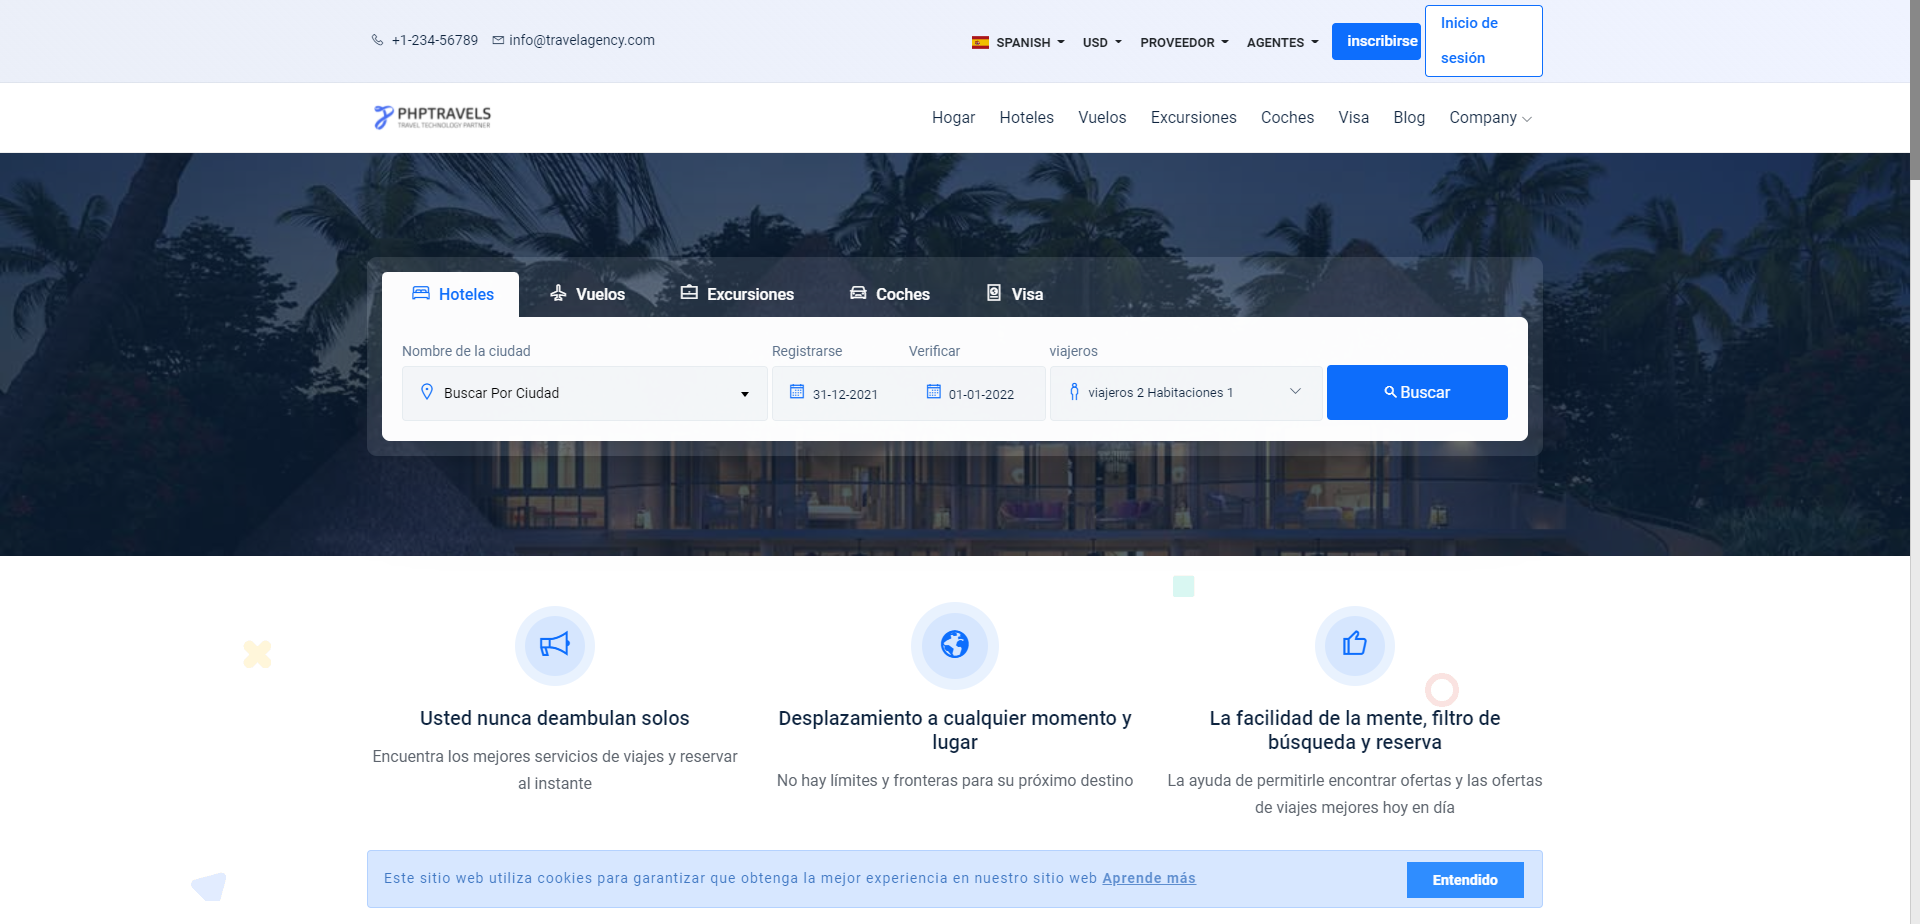 +1-234-56789 info@travelagency.com SPANISH USD PROVEEDOR AGENTES inscribirse Inicio de sesión
PHPTRAVELS
TRAVEL TECHNOLOGY PARTNER
Hogar Hoteles Vuelos Excursiones Coches Visa Blog Company
Hoteles Vuelos Excursiones Coches Visa
Nombre de la ciudad Registrarse Verificar viajeros
Buscar Por Ciudad 31-12-2021 01-01-2022 viajeros 2 Habitaciones 1 Buscar
Usted nunca deambulan solos
Encuentra los mejores servicios de viajes y reservar
al instante
Desplazamiento a cualquier momento y
lugar
No hay límites y fronteras para su próximo destino
La facilidad de la mente, filtro de
búsqueda y reserva
La ayuda de permitirle encontrar ofertas y las ofertas
de viajes mejores hoy en día
Este sitio web utiliza cookies para garantizar que obtenga la mejor experiencia en nuestro sitio web Aprende más Entendido